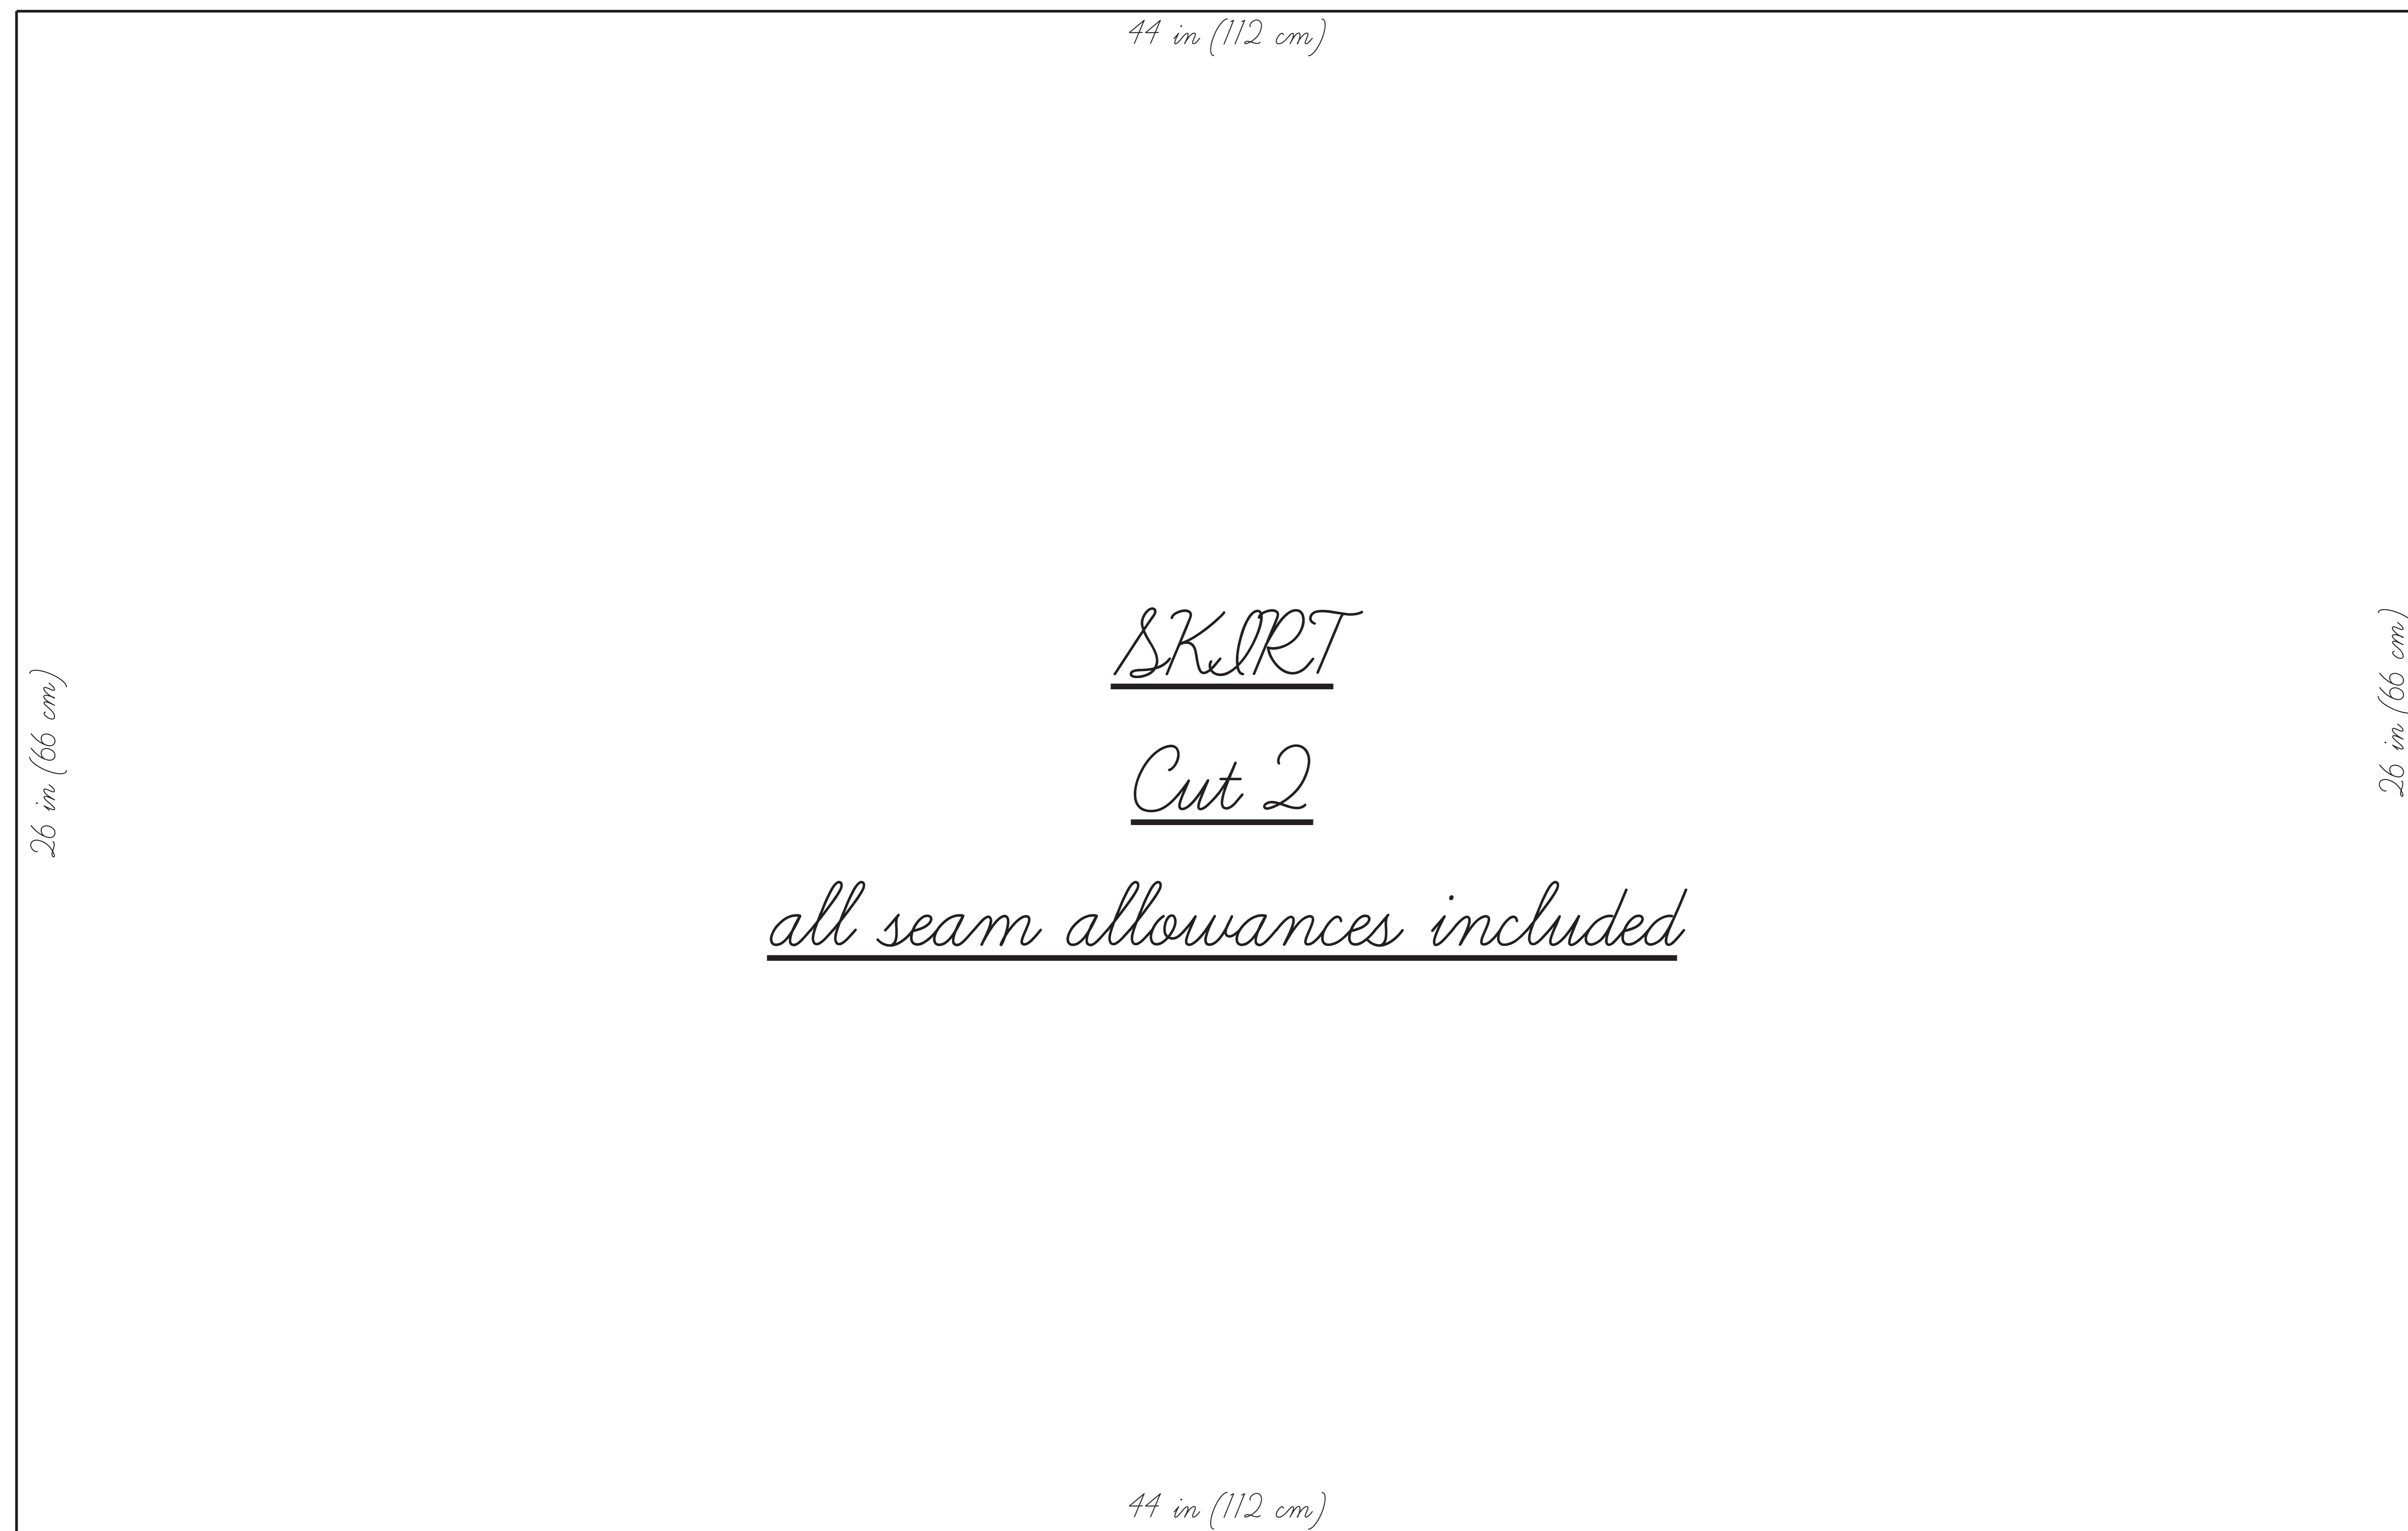 44 in (112 cm)
26 in (66 cm)
26 in (66 cm)
SKIRT
Cut 2
all seam allowances included
44 in (112 cm)